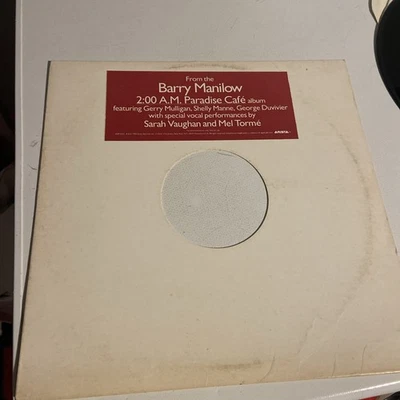 From the
Barry Manilow
2:00 A.M. Paradise Café album
featuring Gerry Mulligan, Shelly Manne, George Duvivier
with special vocal performances by
Sarah Vaughan and Mel Tormé
ARISTA